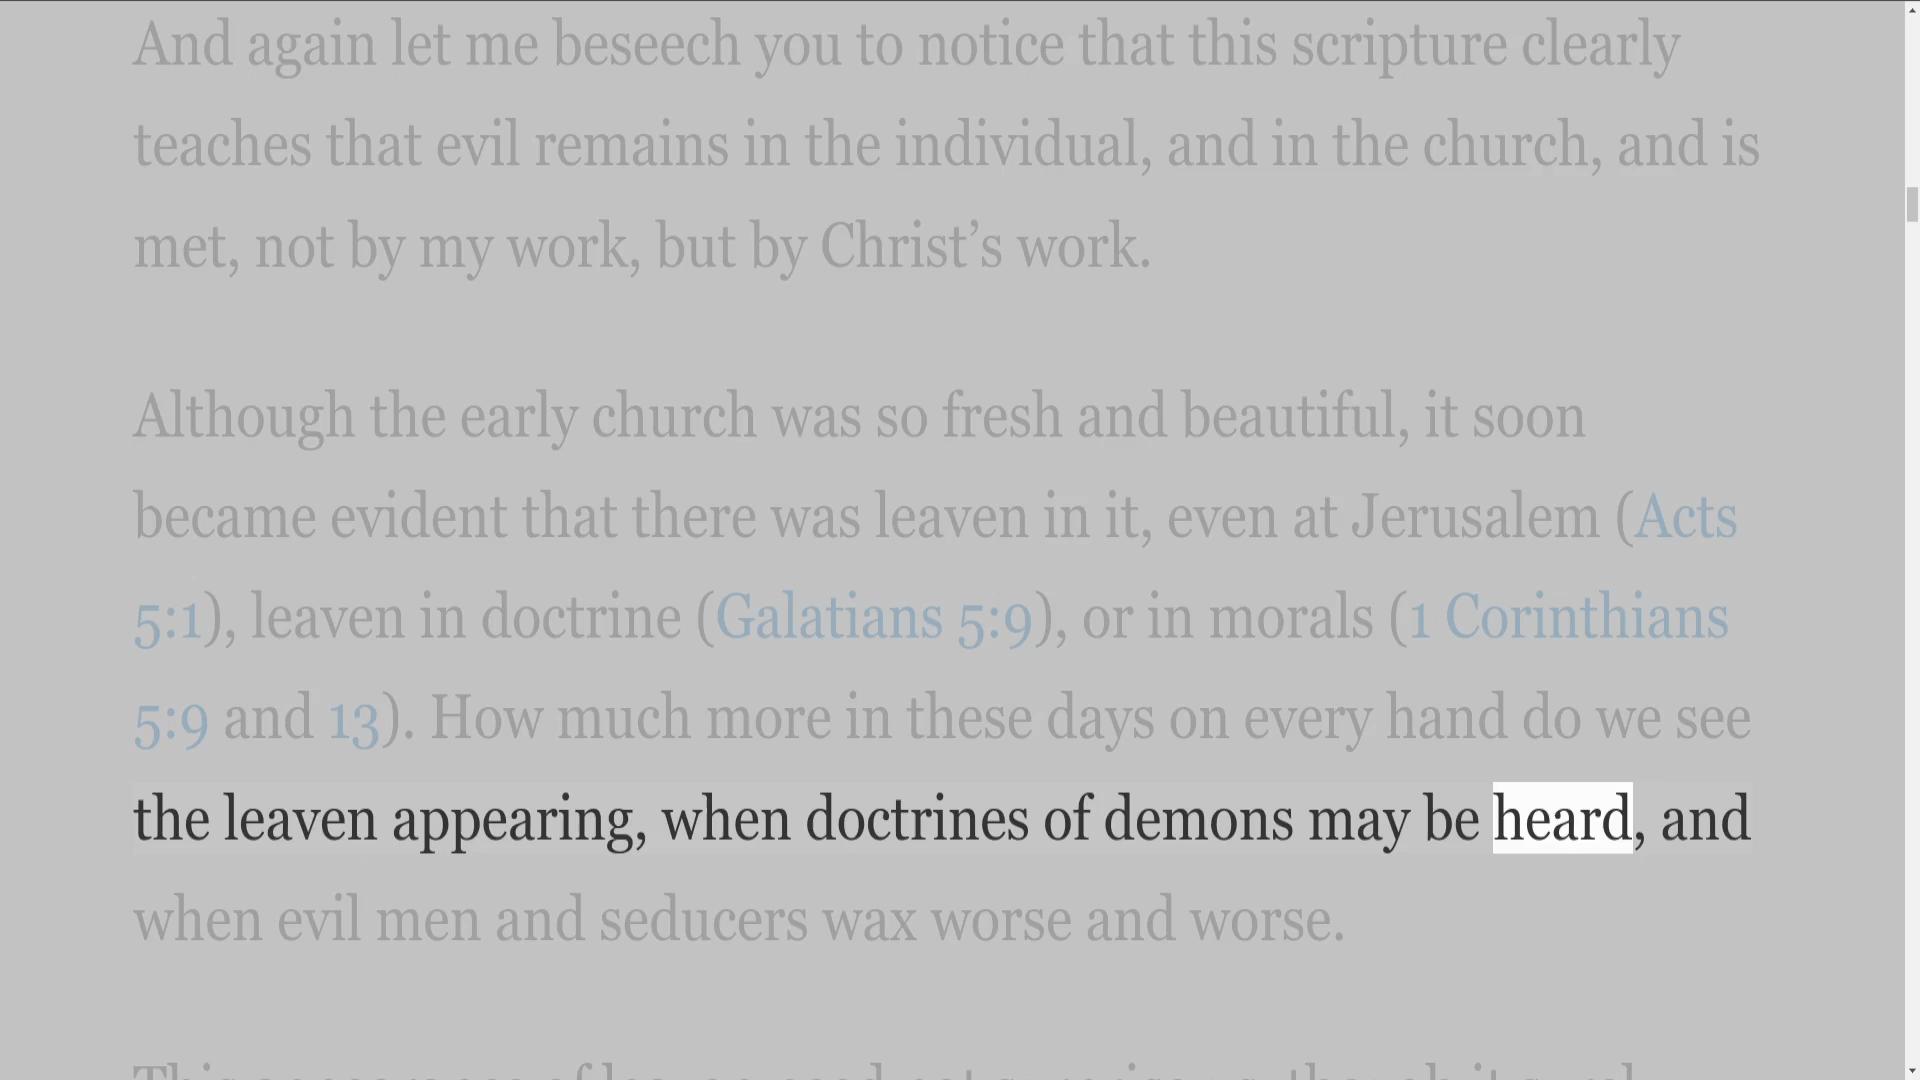 And again let me beseech you to notice that this scripture clearly
teaches that evil remains in the individual, and in the church, and is
met, not by my work, but by Christ’s work.
Although the early church was so fresh and beautiful, it soon
became evident that there was leaven in it, even at Jerusalem (Acts
5:1), leaven in doctrine (Galatians 5:9), or in morals (1 Corinthians
5:9 and 13). How much more in these days on every hand do we see
the leaven appearing, when doctrines of demons may be heard, and
when evil men and seducers wax worse and worse.